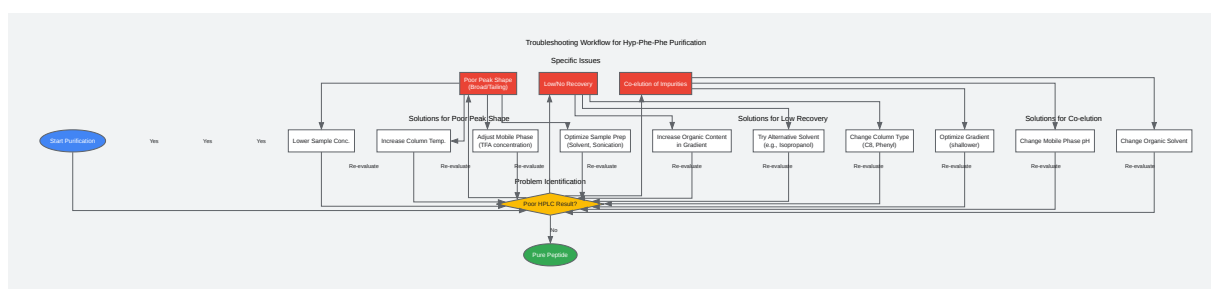 Troubleshooting Workflow for Hyp-Phe-Phe Purification
Specific Issues
Poor Peak Shape
(Broad/Tailing)
Low/No Recovery
Co-elution of Impurities
Solutions for Poor Peak Shape
Solutions for Low Recovery
Solutions for Co-elution
Start Purification
Yes
Yes
Yes
Lower Sample Conc.
Increase Column Temp.
Adjust Mobile Phase
(TFA concentration)
Optimize Sample Prep
(Solvent, Sonication)
Increase Organic Content
in Gradient
Try Alternative Solvent
(e.g., Isopropanol)
Change Column Type
(C8, Phenyl)
Optimize Gradient
(shallower)
Change Mobile Phase pH
Change Organic Solvent
Re-evaluate
Re-evaluate
Re-evaluate
Re-evaluate
Re-evaluate
Re-evaluate
Re-evaluate
Re-evaluate
Re-evaluate
Re-evaluate
Problem Identification
Poor HPLC Result?
No
Pure Peptide